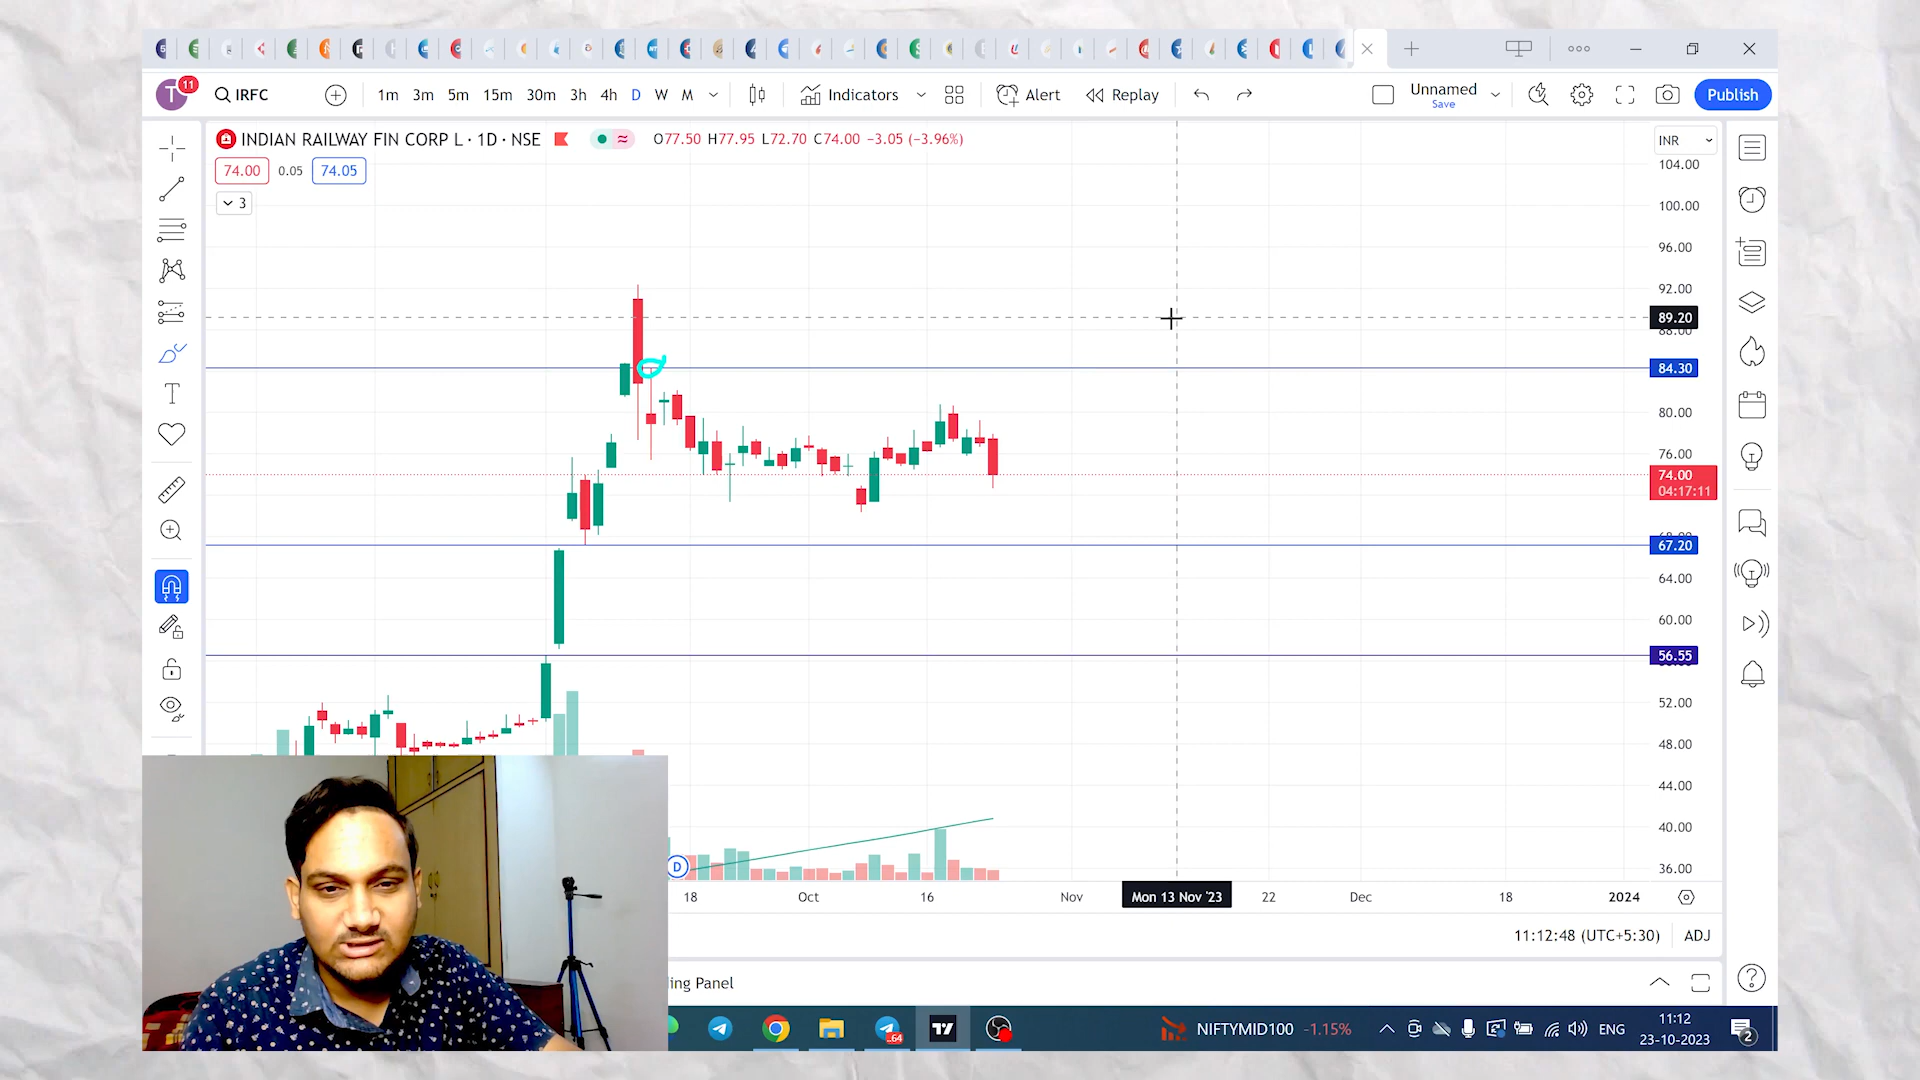 T 11 IRFC 1m 3m 5m 15m 30m 3h 4h D W M Indicators Alert Replay Unnamed Save Publish
INDIAN RAILWAY FIN CORP L · 1D · NSE O77.50 H77.95 L72.70 C74.00 −3.05 (−3.96%)
INR
74.00 0.05 74.05
3
104.00
100.00
96.00
92.00
89.20
88.00
84.30
80.00
76.00
74.00
04:17:11
67.20
64.00
60.00
56.55
52.00
48.00
44.00
40.00
36.00
D
18 Oct 16 Nov Mon 13 Nov '23 22 Dec 18 2024
11:12:48 (UTC+5:30) ADJ
ing Panel
64
NIFTYMID100 -1.15% ENG
11:12
23-10-2023
2